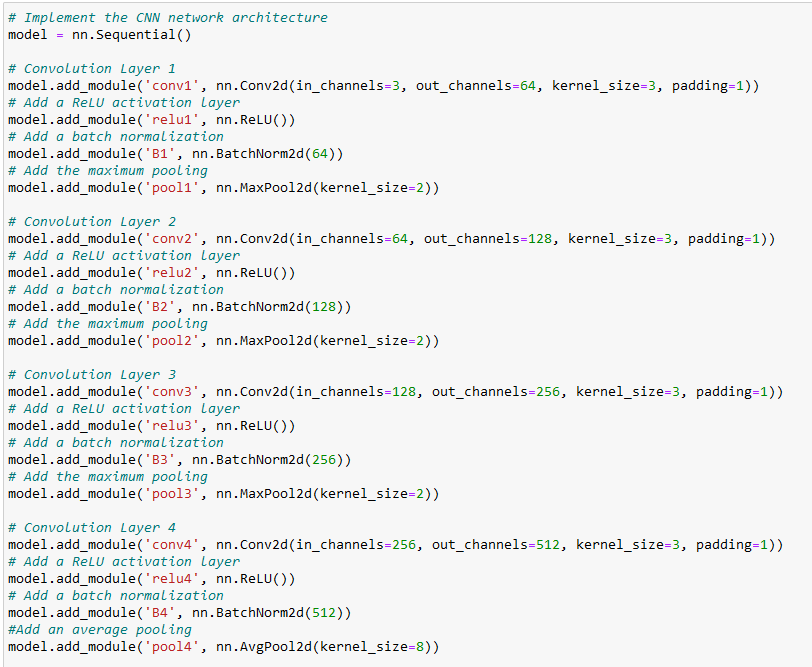 # Implement the CNN network architecture
model = nn.Sequential()
# Convolution Layer 1
model.add_module('conv1', nn.Conv2d(in_channels=3, out_channels=64, kernel_size=3, padding=1))
# Add a ReLU activation layer
model.add_module('relu1', nn.ReLU())
# Add a batch normalization
model.add_module('B1', nn.BatchNorm2d(64))
# Add the maximum pooling
model.add_module('pool1', nn.MaxPool2d(kernel_size=2))
# Convolution Layer 2
model.add_module('conv2', nn.Conv2d(in_channels=64, out_channels=128, kernel_size=3, padding=1))
# Add a ReLU activation layer
model.add_module('relu2', nn.ReLU())
# Add a batch normalization
model.add_module('B2', nn.BatchNorm2d(128))
# Add the maximum pooling
model.add_module('pool2', nn.MaxPool2d(kernel_size=2))
# Convolution Layer 3
model.add_module('conv3', nn.Conv2d(in_channels=128, out_channels=256, kernel_size=3, padding=1))
# Add a ReLU activation layer
model.add_module('relu3', nn.ReLU())
# Add a batch normalization
model.add_module('B3', nn.BatchNorm2d(256))
# Add the maximum pooling
model.add_module('pool3', nn.MaxPool2d(kernel_size=2))
# Convolution Layer 4
model.add_module('conv4', nn.Conv2d(in_channels=256, out_channels=512, kernel_size=3, padding=1))
# Add a ReLU activation layer
model.add_module('relu4', nn.ReLU())
# Add a batch normalization
model.add_module('B4', nn.BatchNorm2d(512))
#Add an average pooling
model.add_module('pool4', nn.AvgPool2d(kernel_size=8))